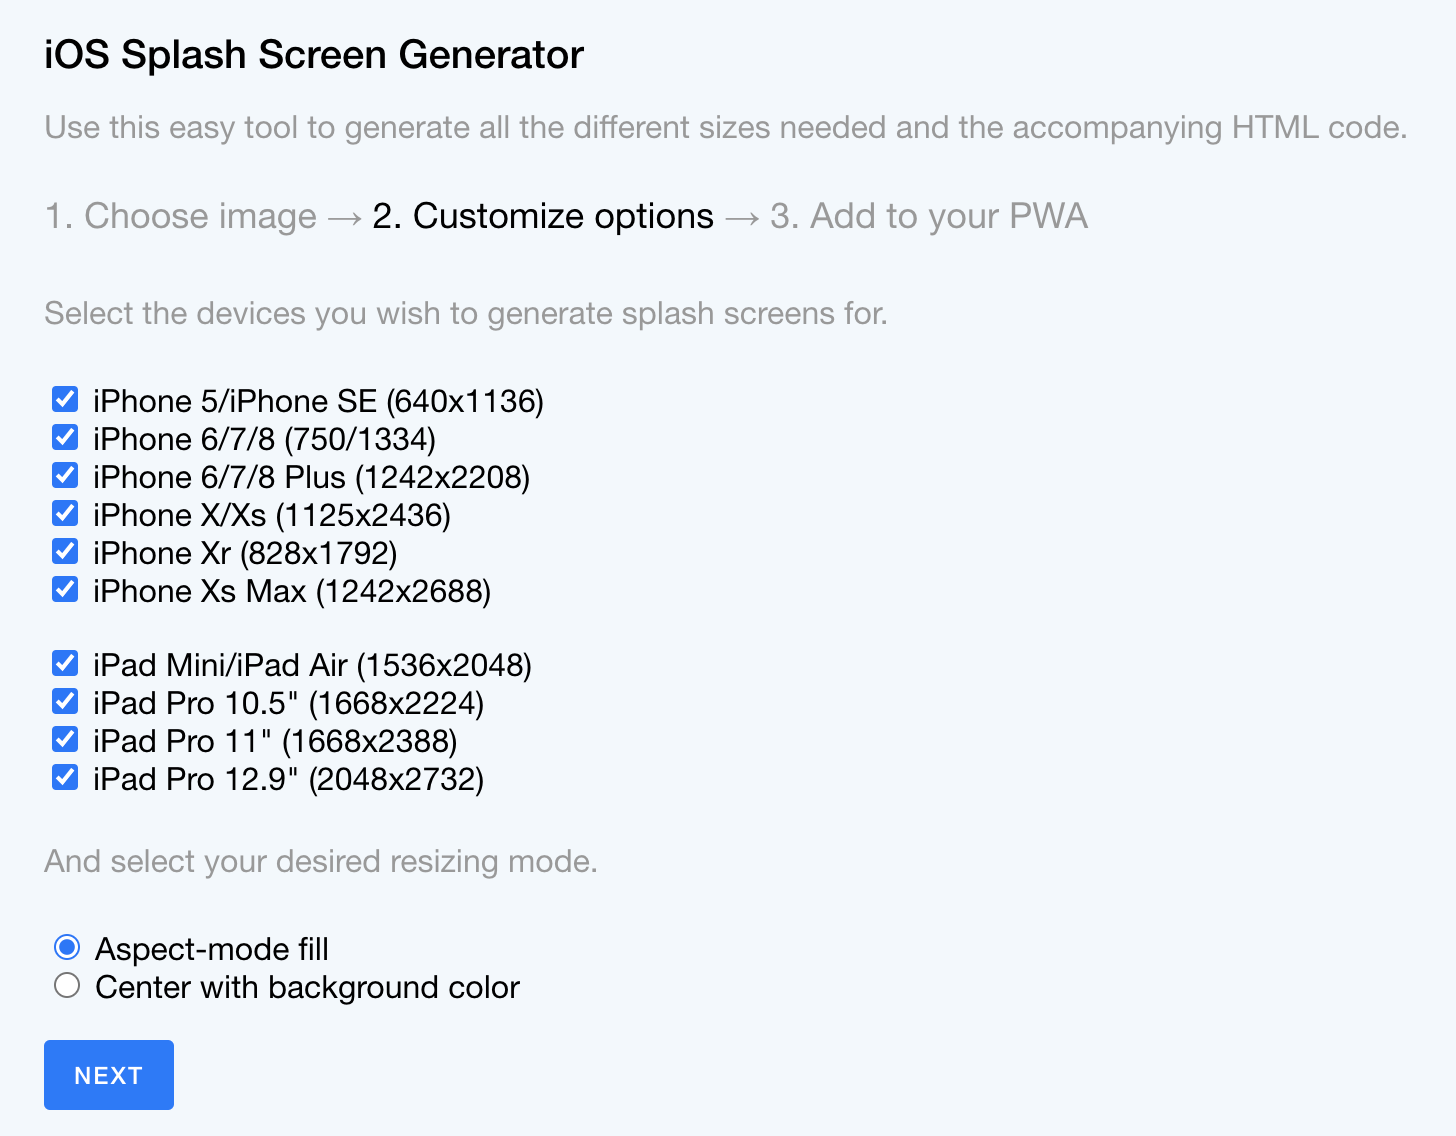 iOS Splash Screen Generator
Use this easy tool to generate all the different sizes needed and the accompanying HTML code.
1. Choose image → 2. Customize options → 3. Add to your PWA
Select the devices you wish to generate splash screens for.
iPhone 5/iPhone SE (640x1136)
iPhone 6/7/8 (750/1334)
iPhone 6/7/8 Plus (1242x2208)
iPhone X/Xs (1125x2436)
iPhone Xr (828x1792)
iPhone Xs Max (1242x2688)
iPad Mini/iPad Air (1536x2048)
iPad Pro 10.5" (1668x2224)
iPad Pro 11" (1668x2388)
iPad Pro 12.9" (2048x2732)
And select your desired resizing mode.
Aspect-mode fill
Center with background color
NEXT